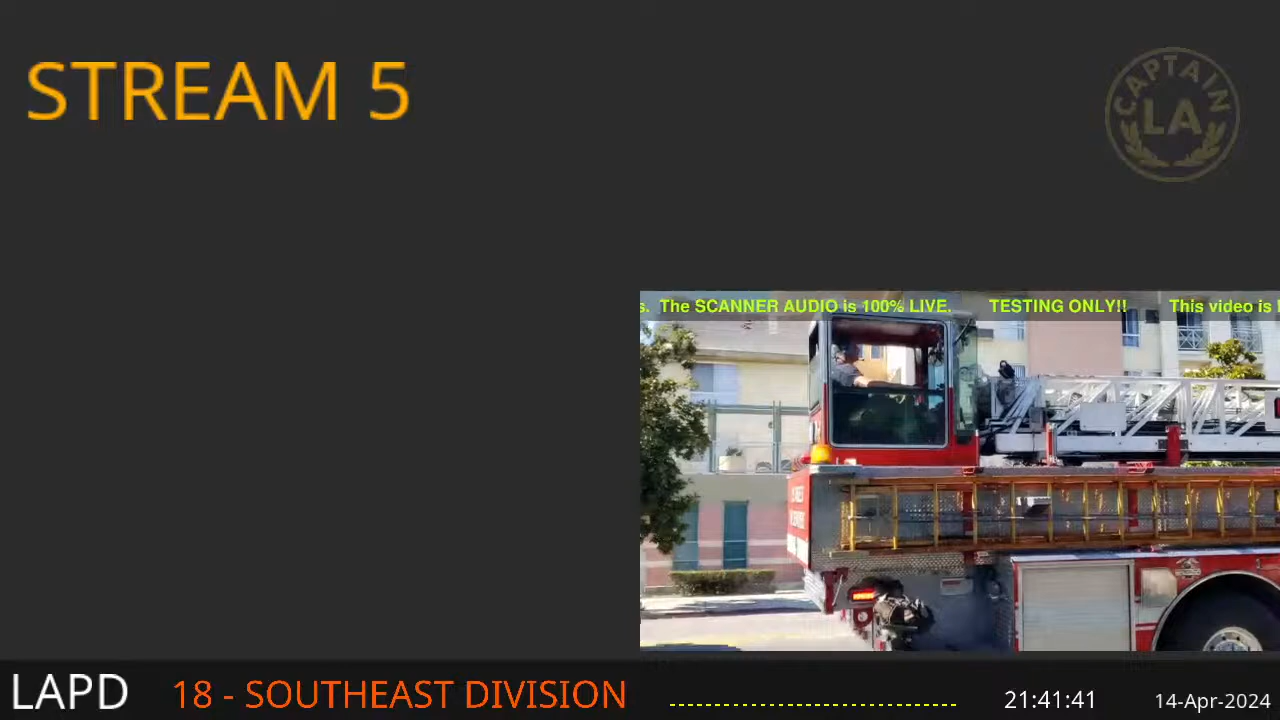 STREAM 5
CAPTAIN
LA
s. The SCANNER AUDIO is 100% LIVE. TESTING ONLY!! This video is
LAPD 18 - SOUTHEAST DIVISION 21:41:41 14-Apr-2024